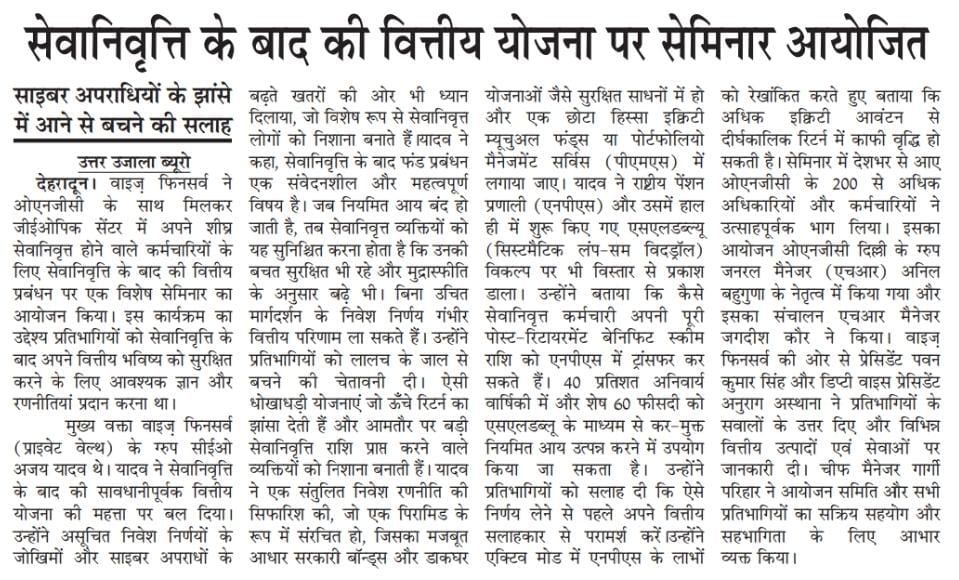 सेवानिवृत्ति के बाद की वित्तीय योजना पर सेमिनार आयोजित
साइबर अपराधियों के झांसे
में आने से बचने की सलाह
उत्तर उजाला ब्यूरो
देहरादून। वाइज़ फिनसर्व ने
ओएनजीसी के साथ मिलकर
जीईओपिक सेंटर में अपने शीघ्र
सेवानिवृत्त होने वाले कर्मचारियों के
लिए सेवानिवृत्ति के बाद की वित्तीय
प्रबंधन पर एक विशेष सेमिनार का
आयोजन किया। इस कार्यक्रम का
उद्देश्य प्रतिभागियों को सेवानिवृत्ति के
बाद अपने वित्तीय भविष्य को सुरक्षित
करने के लिए आवश्यक ज्ञान और
रणनीतियां प्रदान करना था।
मुख्य वक्ता वाइज़ फिनसर्व
(प्राइवेट वेल्थ) के ग्रुप सीईओ
अजय यादव थे। यादव ने सेवानिवृत्ति
के बाद की सावधानीपूर्वक वित्तीय
योजना की महत्ता पर बल दिया।
उन्होंने असूचित निवेश निर्णयों के
जोखिमों और साइबर अपराधों के
बढ़ते खतरों की ओर भी ध्यान
दिलाया, जो विशेष रूप से सेवानिवृत्त
लोगों को निशाना बनाते हैं।यादव ने
कहा, सेवानिवृत्ति के बाद फंड प्रबंधन
एक संवेदनशील और महत्वपूर्ण
विषय है। जब नियमित आय बंद हो
जाती है, तब सेवानिवृत्त व्यक्तियों को
यह सुनिश्चित करना होता है कि उनकी
बचत सुरक्षित भी रहे और मुद्रास्फीति
के अनुसार बढ़े भी। बिना उचित
मार्गदर्शन के निवेश निर्णय गंभीर
वित्तीय परिणाम ला सकते हैं। उन्होंने
प्रतिभागियों को लालच के जाल से
बचने की चेतावनी दी। ऐसी
धोखाधड़ी योजनाएं जो ऊँचे रिटर्न का
झांसा देती हैं और आमतौर पर बड़ी
सेवानिवृत्ति राशि प्राप्त करने वाले
व्यक्तियों को निशाना बनाती हैं। यादव
ने एक संतुलित निवेश रणनीति की
सिफारिश की, जो एक पिरामिड के
रूप में संरचित हो, जिसका मजबूत
आधार सरकारी बॉन्ड्स और डाकघर
योजनाओं जैसे सुरक्षित साधनों में हो
और एक छोटा हिस्सा इक्विटी
म्यूचुअल फंड्स या पोर्टफोलियो
मैनेजमेंट सर्विस (पीएमएस) में
लगाया जाए। यादव ने राष्ट्रीय पेंशन
प्रणाली (एनपीएस) और उसमें हाल
ही में शुरू किए गए एसएलडब्ल्यू
(सिस्टमैटिक लंप-सम विदड्रॉल)
विकल्प पर भी विस्तार से प्रकाश
डाला। उन्होंने बताया कि कैसे
सेवानिवृत्त कर्मचारी अपनी पूरी
पोस्ट-रिटायरमेंट बेनिफिट स्कीम
राशि को एनपीएस में ट्रांसफर कर
सकते हैं। 40 प्रतिशत अनिवार्य
वार्षिकी में और शेष 60 फीसदी को
एसएलडब्लू के माध्यम से कर-मुक्त
नियमित आय उत्पन्न करने में उपयोग
किया जा सकता है। उन्होंने
प्रतिभागियों को सलाह दी कि ऐसे
निर्णय लेने से पहले अपने वित्तीय
सलाहकार से परामर्श करें।उन्होंने
एक्टिव मोड में एनपीएस के लाभों
को रेखांकित करते हुए बताया कि
अधिक इक्विटी आवंटन से
दीर्घकालिक रिटर्न में काफी वृद्धि हो
सकती है। सेमिनार में देशभर से आए
ओएनजीसी के 200 से अधिक
अधिकारियों और कर्मचारियों ने
उत्साहपूर्वक भाग लिया। इसका
आयोजन ओएनजीसी दिल्ली के ग्रुप
जनरल मैनेजर (एचआर) अनिल
बहुगुणा के नेतृत्व में किया गया और
इसका संचालन एचआर मैनेजर
जगदीश कौर ने किया। वाइज़
फिनसर्व की ओर से प्रेसिडेंट पवन
कुमार सिंह और डिप्टी वाइस प्रेसिडेंट
अनुराग अस्थाना ने प्रतिभागियों के
सवालों के उत्तर दिए और विभिन्न
वित्तीय उत्पादों एवं सेवाओं पर
जानकारी दी। चीफ मैनेजर गार्गी
परिहार ने आयोजन समिति और सभी
प्रतिभागियों का सक्रिय सहयोग और
सहभागिता के लिए आभार
व्यक्त किया।